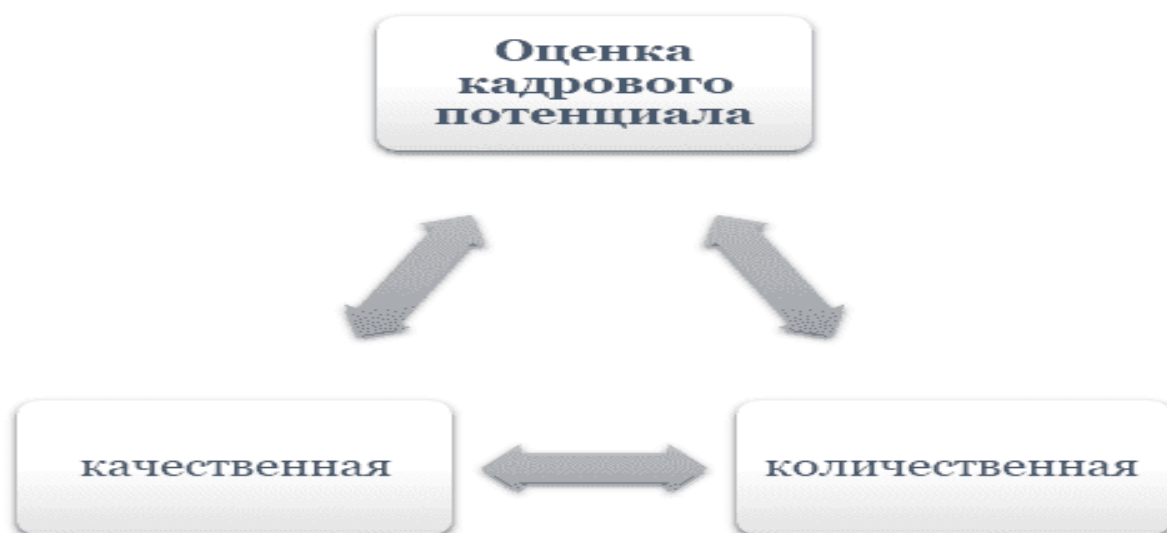 Оценка
кадрового
потенциала
качественная
количественная